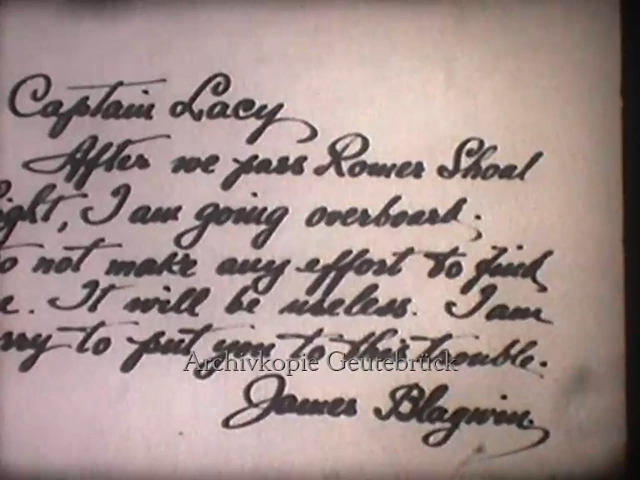 Captain Lacy
After we pass Romer Shoal
ight, I am going overboard.
o not make any effort to find
e. It will be useless. I am
rry to put you to this trouble.
Archivkopie Geutebrück
James Blagwin.